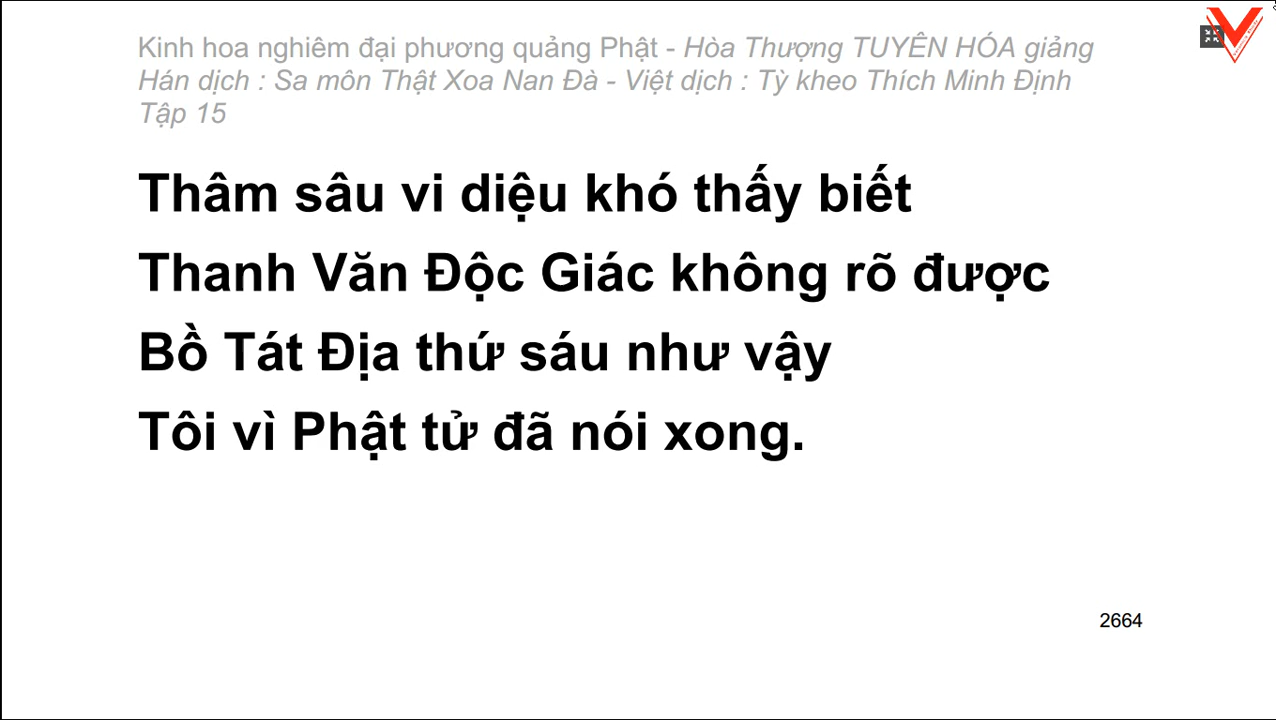 Kinh hoa nghiêm đại phương quảng Phật - Hòa Thượng TUYÊN HÓA giảng
Hán dịch : Sa môn Thật Xoa Nan Đà - Việt dịch : Tỳ kheo Thích Minh Định
Tập 15
Thâm sâu vi diệu khó thấy biết
Thanh Văn Độc Giác không rõ được
Bồ Tát Địa thứ sáu như vậy
Tôi vì Phật tử đã nói xong.
2664